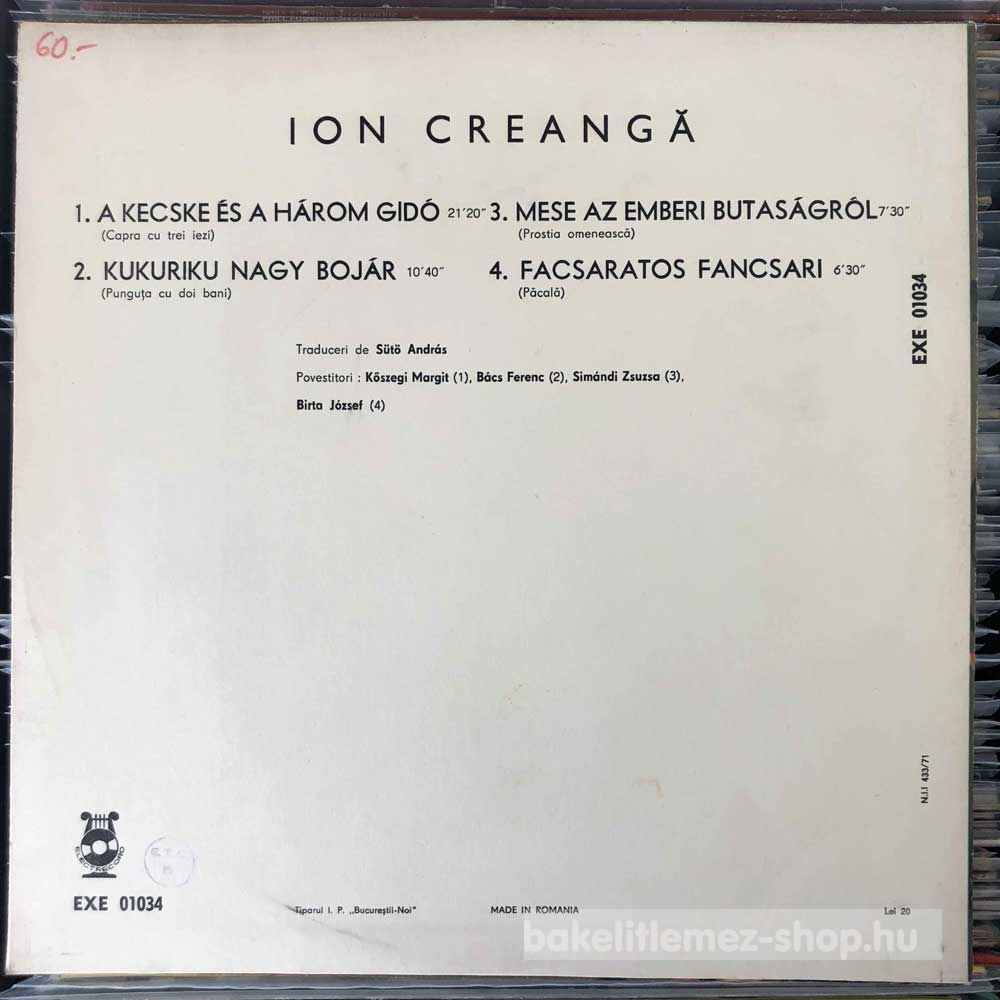 60.-
ION CREANGĂ
1. A KECSKE ÉS A HÁROM GIDÓ 21'20"
(Capra cu trei iezi)
2. KUKURIKU NAGY BOJÁR 10'40"
(Punguța cu doi bani)
3. MESE AZ EMBERI BUTASÁGRÓL 7'30"
(Prostia omenească)
4. FACSARATOS FANCSARI 6'30"
(Păcală)
EXE 01034
Traduceri de Sütö András
Povestitori : Kőszegi Margit (1), Bács Ferenc (2), Simándi Zsuzsa (3),
Birta József (4)
N.I.I 433/71
ELECTRECORD
EXE 01034
Tiparul I. P. „Bucureștii-Noi"
MADE IN ROMANIA
Lei 20
bakelitlemez-shop.hu